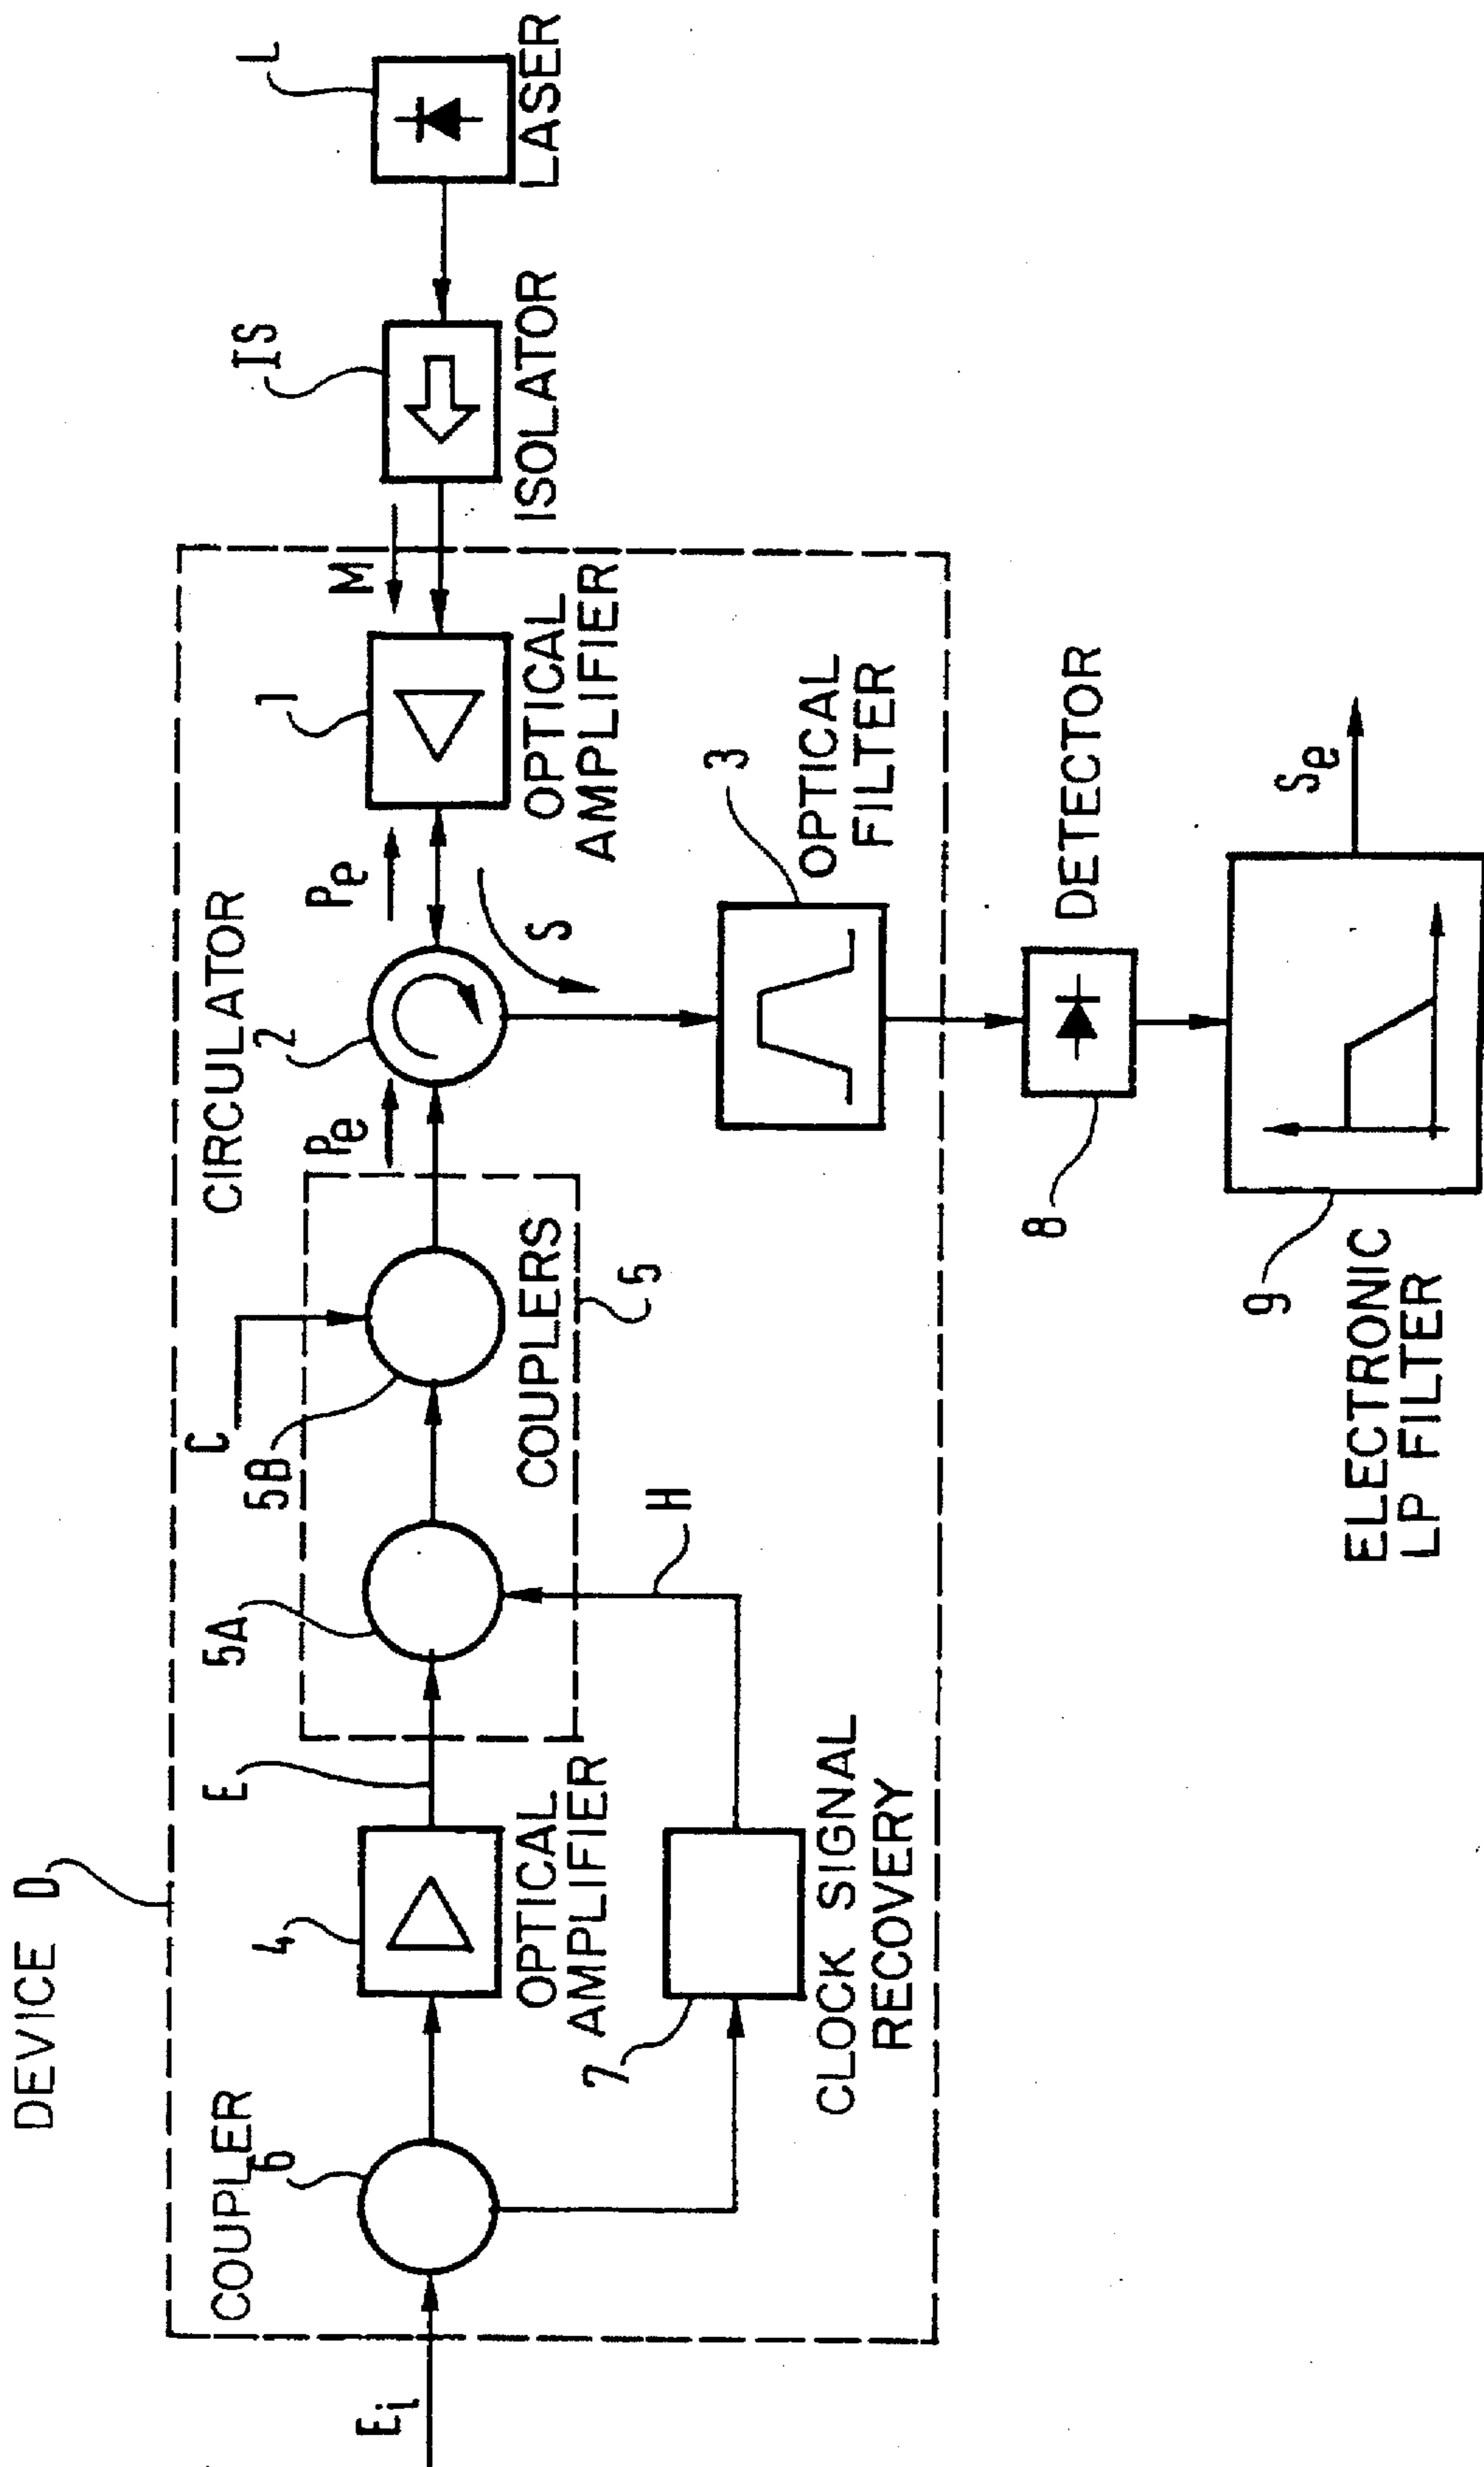 DEVICE D
COUPLER
6
Ei
4
OPTICAL
AMPLIFIER
E
7
CLOCK SIGNAL
RECOVERY
H
5A
5B
C
COUPLERS
5
CIRCULATOR
2
Pe
Pe
S
1
OPTICAL
AMPLIFIER
M
IS
ISOLATOR
L
LASER
3
OPTICAL
FILTER
8
DETECTOR
9
ELECTRONIC
LP FILTER
Se